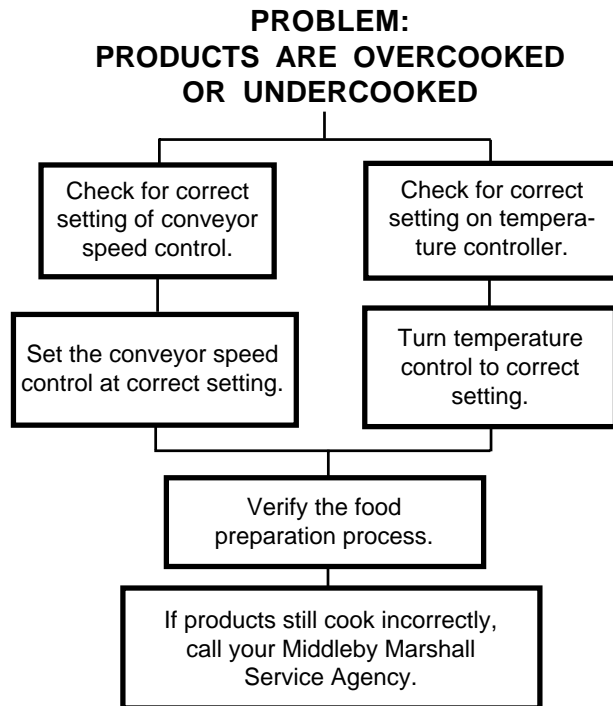 PROBLEM:
PRODUCTS ARE OVERCOOKED
OR UNDERCOOKED
Check for correct
setting of conveyor
speed control.
Check for correct
setting on tempera-
ture controller.
Set the conveyor speed
control at correct setting.
Turn temperature
control to correct
setting.
Verify the food
preparation process.
If products still cook incorrectly,
call your Middleby Marshall
Service Agency.